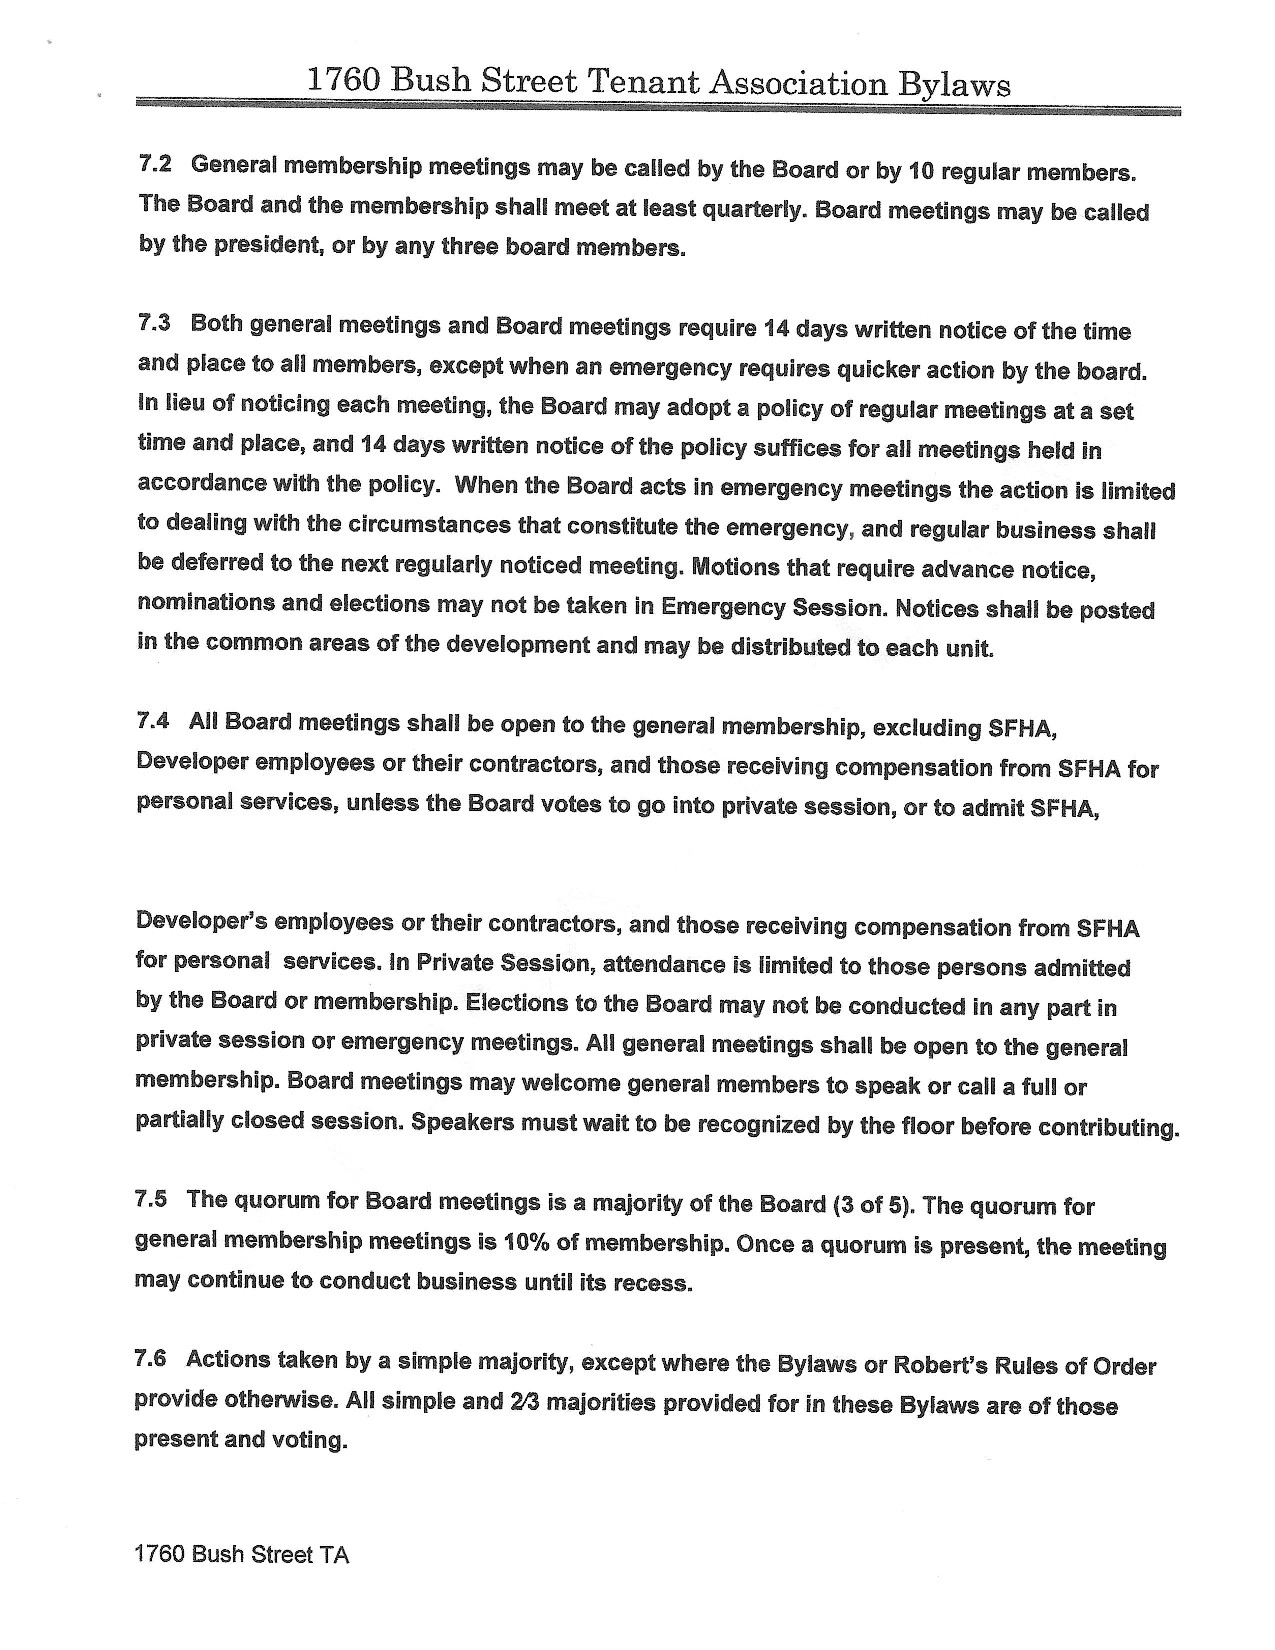 1760 Bush Street Tenant Association Bylaws
7.2 General membership meetings may be called by the Board or by 10 regular members.
The Board and the membership shall meet at least quarterly. Board meetings may be called
by the president, or by any three board members.
7.3 Both general meetings and Board meetings require 14 days written notice of the time
and place to all members, except when an emergency requires quicker action by the board.
In lieu of noticing each meeting, the Board may adopt a policy of regular meetings at a set
time and place, and 14 days written notice of the policy suffices for all meetings held in
accordance with the policy. When the Board acts in emergency meetings the action is limited
to dealing with the circumstances that constitute the emergency, and regular business shall
be deferred to the next regularly noticed meeting. Motions that require advance notice,
nominations and elections may not be taken in Emergency Session. Notices shall be posted
in the common areas of the development and may be distributed to each unit.
7.4 All Board meetings shall be open to the general membership, excluding SFHA,
Developer employees or their contractors, and those receiving compensation from SFHA for
personal services, unless the Board votes to go into private session, or to admit SFHA,
Developer's employees or their contractors, and those receiving compensation from SFHA
for personal services. In Private Session, attendance is limited to those persons admitted
by the Board or membership. Elections to the Board may not be conducted in any part in
private session or emergency meetings. All general meetings shall be open to the general
membership. Board meetings may welcome general members to speak or call a full or
partially closed session. Speakers must wait to be recognized by the floor before contributing.
7.5 The quorum for Board meetings is a majority of the Board (3 of 5). The quorum for
general membership meetings is 10% of membership. Once a quorum is present, the meeting
may continue to conduct business until its recess.
7.6 Actions taken by a simple majority, except where the Bylaws or Robert's Rules of Order
provide otherwise. All simple and 2/3 majorities provided for in these Bylaws are of those
present and voting.
1760 Bush Street TA